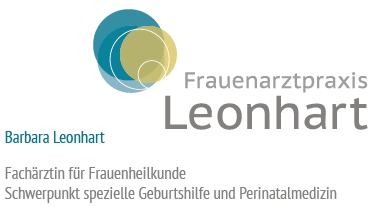 Frauenarztpraxis
Leonhart
Barbara Leonhart
Fachärztin für Frauenheilkunde
Schwerpunkt spezielle Geburtshilfe und Perinatalmedizin